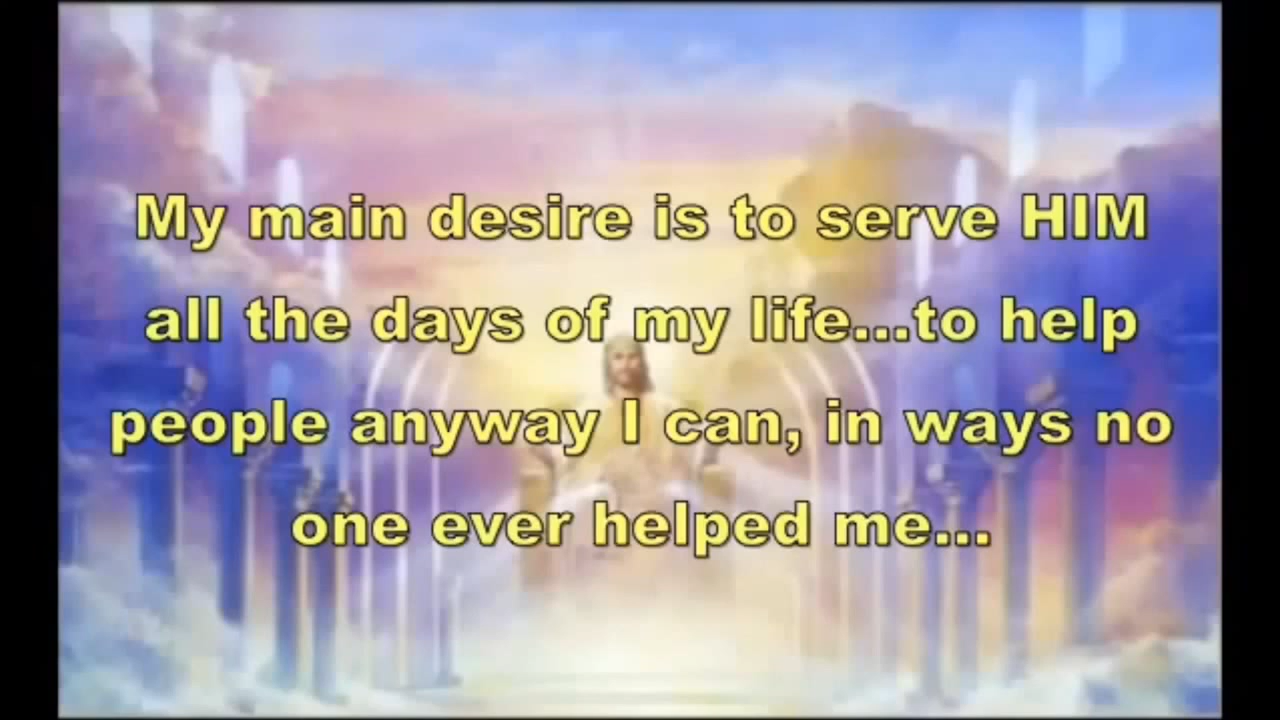 My main desire is to serve HIM
all the days of my life...to help
people anyway I can, in ways no
one ever helped me...